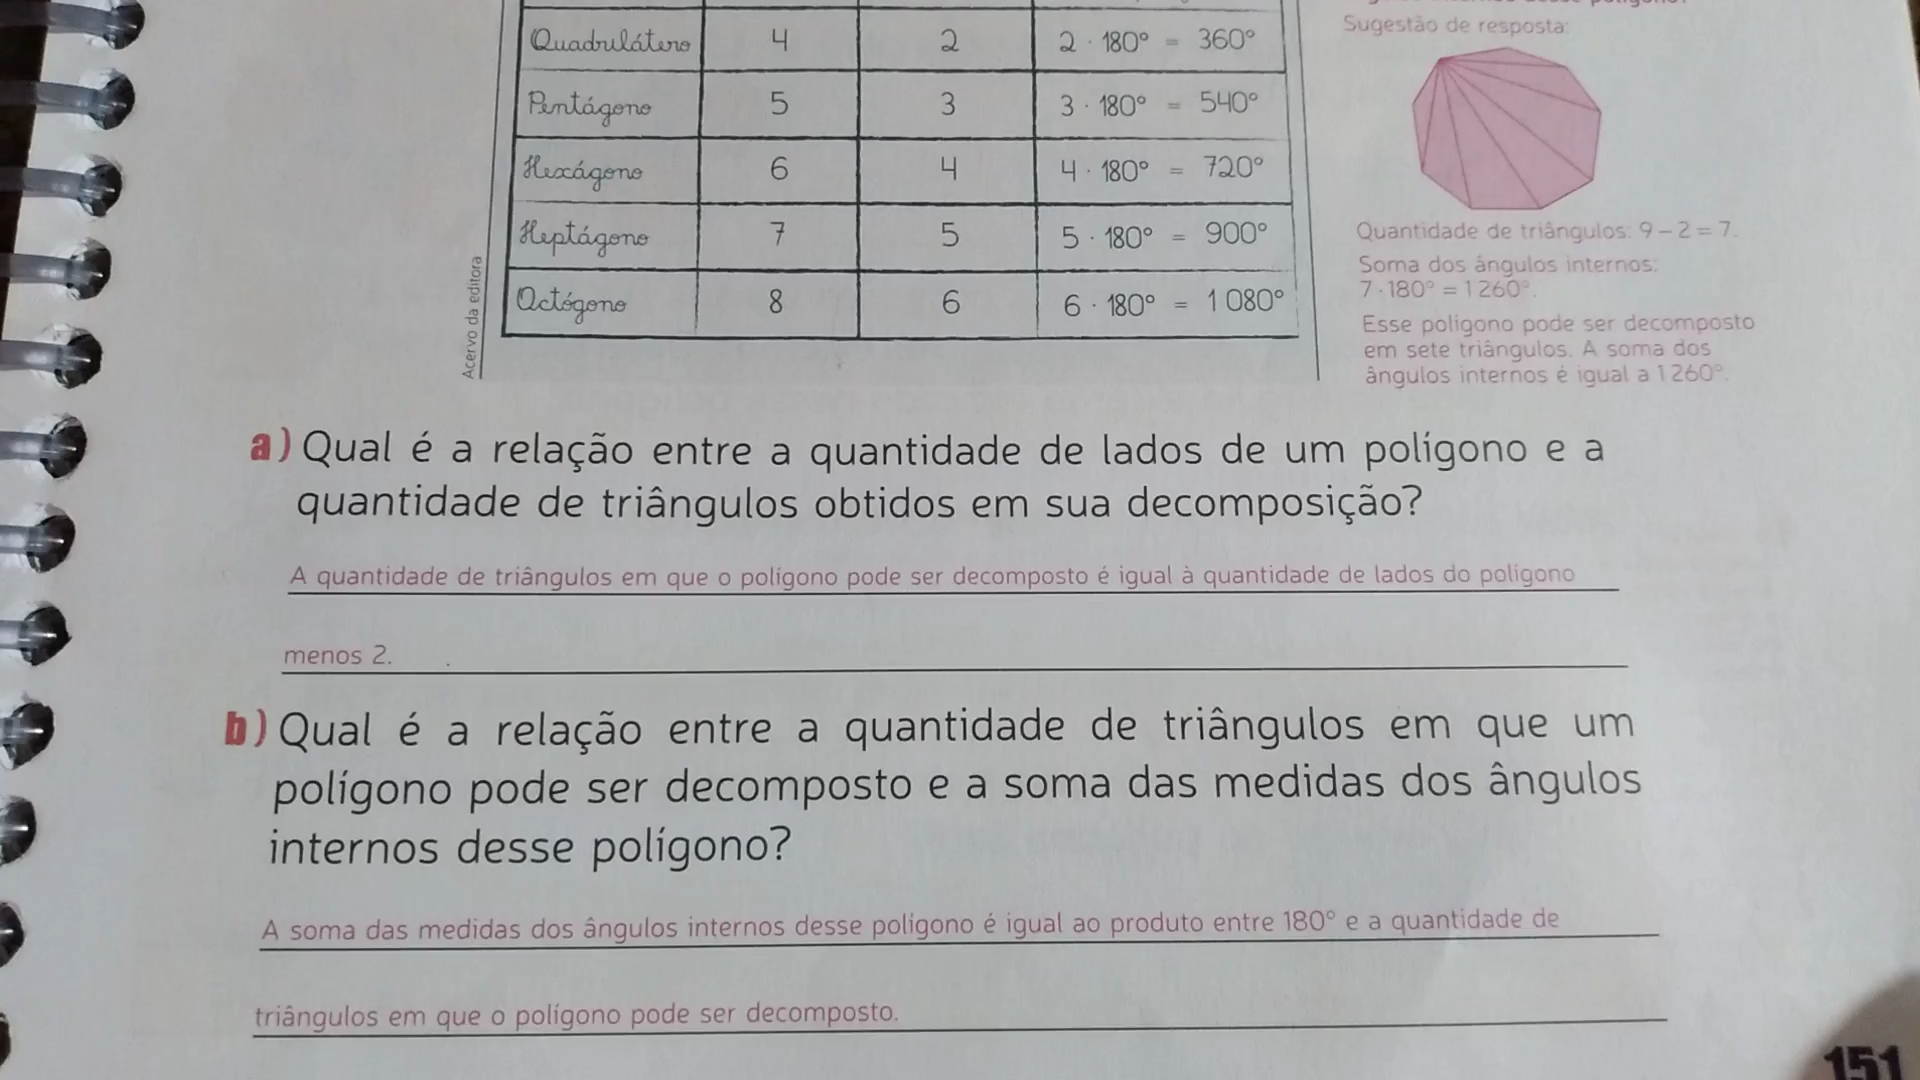 Quadrilátero 4 2 2 · 180° = 360°
Pentágono 5 3 3 · 180° = 540°
Hexágono 6 4 4 · 180° = 720°
Heptágono 7 5 5 · 180° = 900°
Octógono 8 6 6 · 180° = 1 080°
Acervo da editora
Sugestão de resposta:
Quantidade de triângulos: 9 – 2 = 7.
Soma dos ângulos internos:
7 · 180° = 1 260°.
Esse polígono pode ser decomposto
em sete triângulos. A soma dos
ângulos internos é igual a 1 260°.
a) Qual é a relação entre a quantidade de lados de um polígono e a
quantidade de triângulos obtidos em sua decomposição?
A quantidade de triângulos em que o polígono pode ser decomposto é igual à quantidade de lados do polígono
menos 2.
b) Qual é a relação entre a quantidade de triângulos em que um
polígono pode ser decomposto e a soma das medidas dos ângulos
internos desse polígono?
A soma das medidas dos ângulos internos desse polígono é igual ao produto entre 180° e a quantidade de
triângulos em que o polígono pode ser decomposto.
151